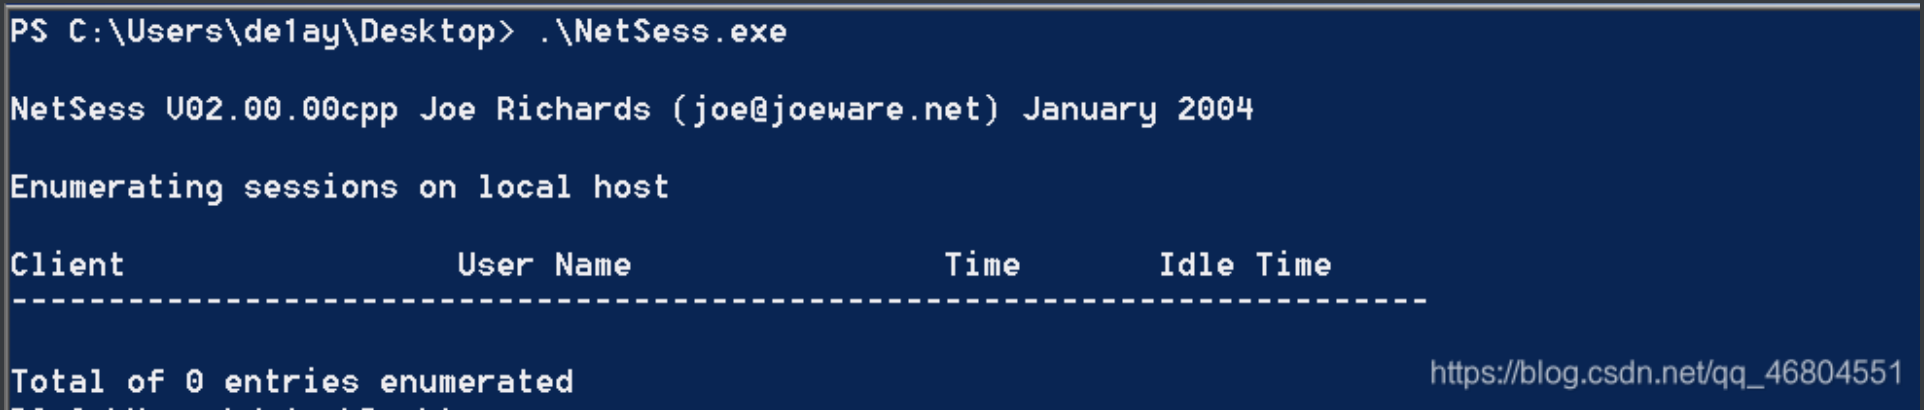 PS C:\Users\de1ay\Desktop> .\NetSess.exe
NetSess V02.00.00cpp Joe Richards (joe@joeware.net) January 2004
Enumerating sessions on local host
Client User Name Time Idle Time
-------------------------------------------------------------------------
Total of 0 entries enumerated
https://blog.csdn.net/qq_46804551